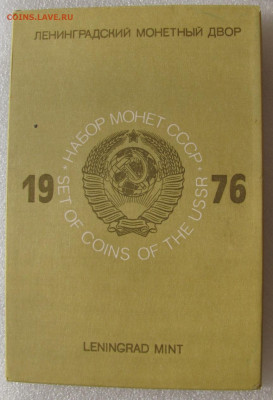 COINS.LAVE.RU
ЛЕНИНГРАДСКИЙ МОНЕТНЫЙ ДВОР
НАБОР МОНЕТ СССР
19 76
SET OF COINS OF THE USSR
LENINGRAD MINT